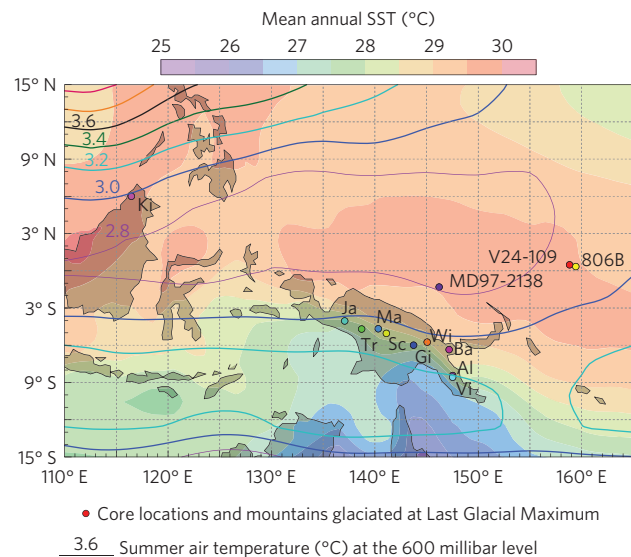 Mean annual SST (°C)
25 26 27 28 29 30
15° N
9° N
3° N
3° S
9° S
15° S
3.6
3.4
3.2
3.0
2.8
Ki
V24-109 806B
MD97-2138
Ja Ma
Tr Sc Gi Wi Ba
Al
Vi
110° E 120° E 130° E 140° E 150° E 160° E
Core locations and mountains glaciated at Last Glacial Maximum
3.6 Summer air temperature (°C) at the 600 millibar level